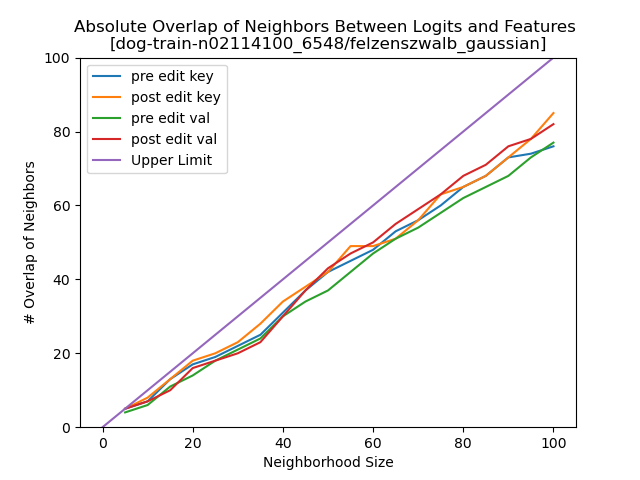 Absolute Overlap of Neighbors Between Logits and Features
[dog-train-n02114100_6548/felzenszwalb_gaussian]
pre edit key
post edit key
pre edit val
post edit val
Upper Limit
# Overlap of Neighbors
100
80
60
40
20
0
0 20 40 60 80 100
Neighborhood Size